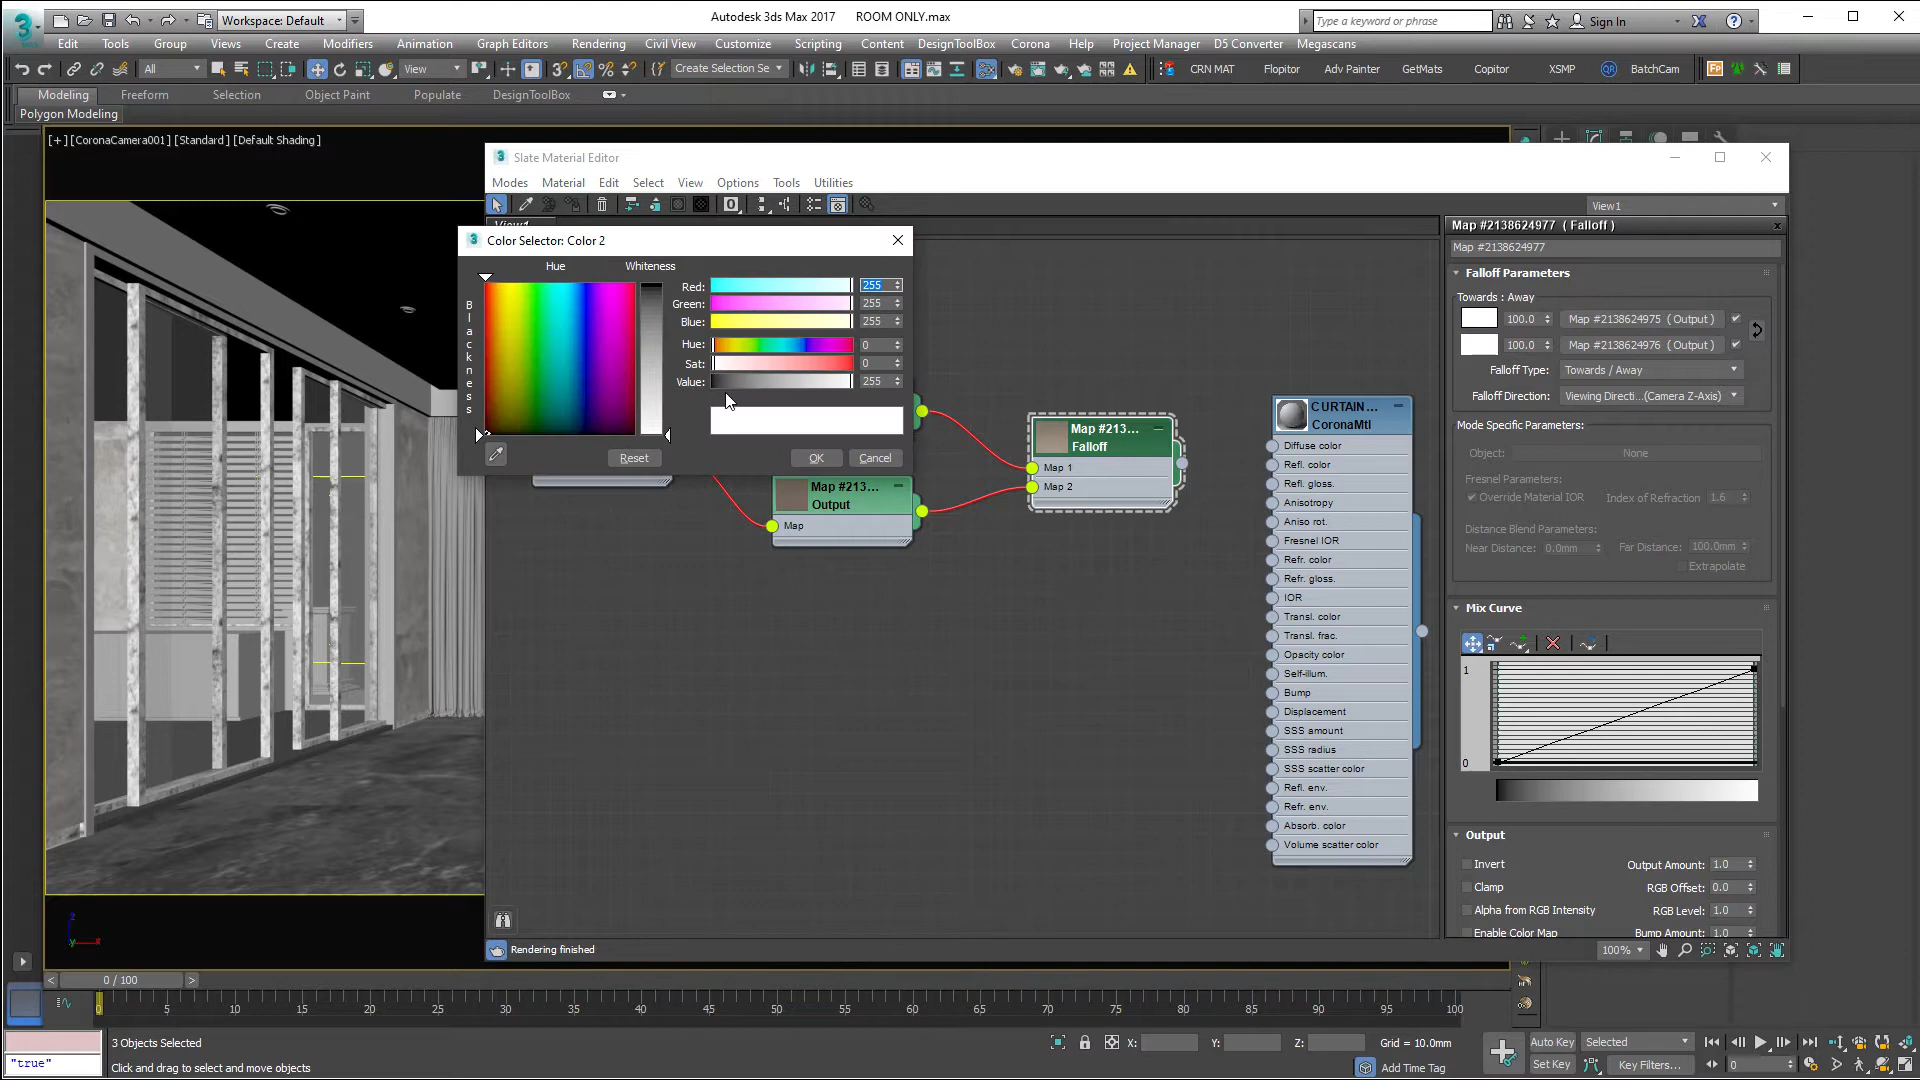 Workspace: Default
Autodesk 3ds Max 2017 ROOM ONLY.max
Type a keyword or phrase
Sign In
Edit Tools Group Views Create Modifiers Animation Graph Editors Rendering Civil View Customize Scripting Content DesignToolBox Corona Help Project Manager D5 Converter Megascans
All View Create Selection Se CRN MAT Flopitor Adv Painter GetMats Copitor XSMP BatchCam
Modeling Freeform Selection Object Paint Populate DesignToolBox
Polygon Modeling
[+] [CoronaCamera001] [Standard] [Default Shading]
Slate Material Editor
Modes Material Edit Select View Options Tools Utilities
View1
Color Selector: Color 2
Hue Whiteness
Blackness
Red: 255
Green: 255
Blue: 255
Hue: 0
Sat: 0
Value: 255
Reset OK Cancel
Map #213...
Output
Map
Map #213...
Falloff
Map 1
Map 2
CURTAIN...
CoronaMtl
Diffuse color
Refl. color
Refl. gloss.
Anisotropy
Aniso rot.
Fresnel IOR
Refr. color
Refr. gloss.
IOR
Transl. color
Transl. frac.
Opacity color
Self-illum.
Bump
Displacement
SSS amount
SSS radius
SSS scatter color
Refl. env.
Refr. env.
Absorb. color
Volume scatter color
Map #2138624977 ( Falloff )
Map #2138624977
Falloff Parameters
Towards : Away
100.0 Map #2138624975 ( Output )
100.0 Map #2138624976 ( Output )
Falloff Type: Towards / Away
Falloff Direction: Viewing Directi...(Camera Z-Axis)
Mode Specific Parameters:
Object: None
Fresnel Parameters:
Override Material IOR Index of Refraction 1.6
Distance Blend Parameters:
Near Distance: 0.0mm Far Distance: 100.0mm
Extrapolate
Mix Curve
1
0
Output
Invert Output Amount: 1.0
Clamp RGB Offset: 0.0
Alpha from RGB Intensity RGB Level: 1.0
Enable Color Map Bump Amount: 1.0
Rendering finished
100%
0 / 100
0 5 10 15 20 25 30 35 40 45 50 55 60 65 70 75 80 85 90 95 100
3 Objects Selected
X: Y: Z: Grid = 10.0mm
Auto Key Selected
"true"
Click and drag to select and move objects
Add Time Tag
Set Key Key Filters...
0